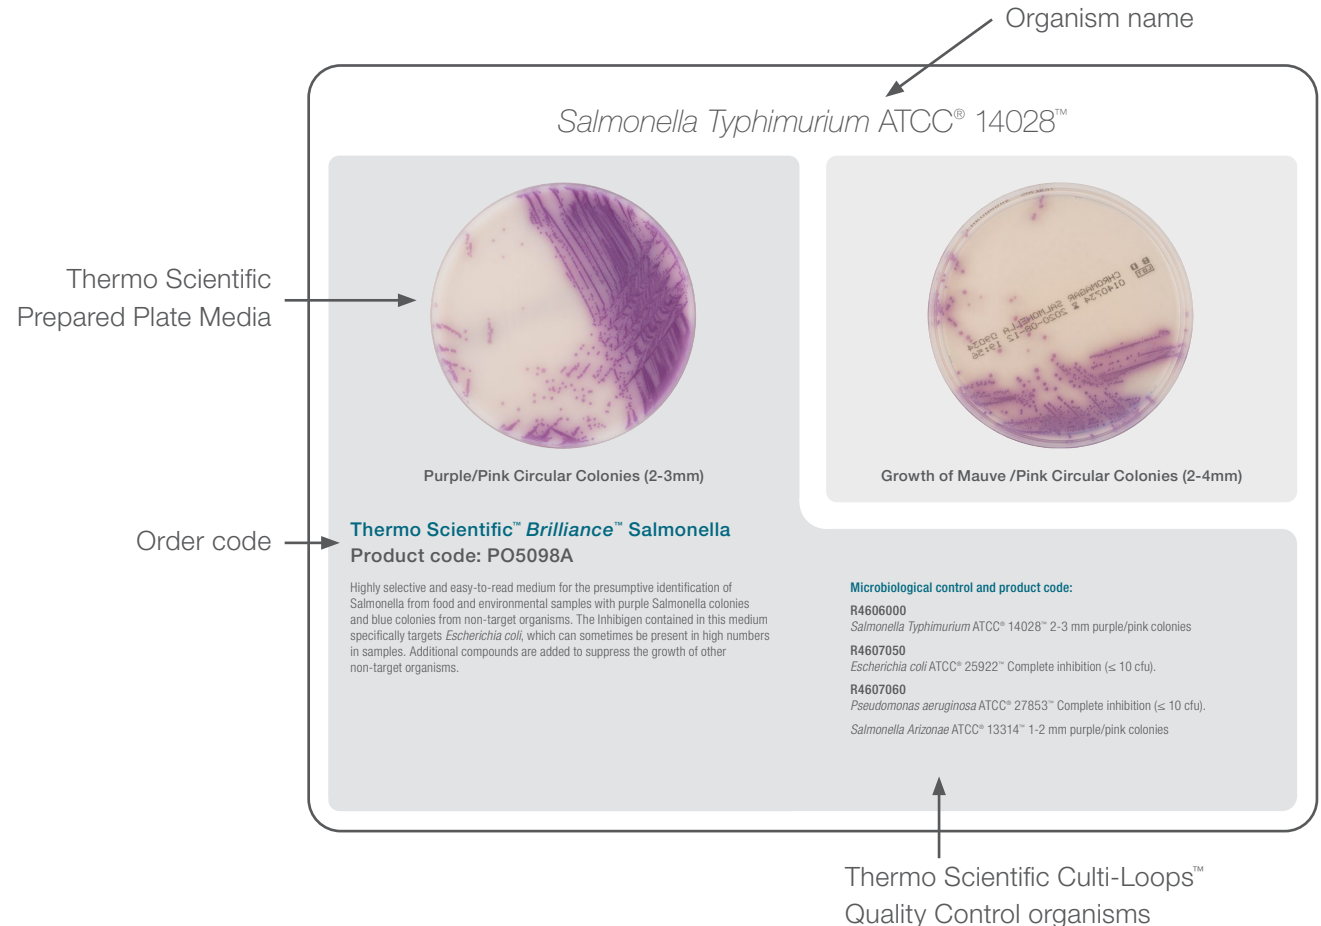 Organism name
Salmonella Typhimurium ATCC® 14028™
Thermo Scientific
Prepared Plate Media
CHROMAGAR SALMONELLA
2020-08-12 19:56
Purple/Pink Circular Colonies (2-3mm)
Growth of Mauve /Pink Circular Colonies (2-4mm)
Order code
Thermo Scientific™ Brilliance™ Salmonella
Product code: PO5098A
Highly selective and easy-to-read medium for the presumptive identification of
Salmonella from food and environmental samples with purple Salmonella colonies
and blue colonies from non-target organisms. The Inhibigen contained in this medium
specifically targets Escherichia coli, which can sometimes be present in high numbers
in samples. Additional compounds are added to suppress the growth of other
non-target organisms.
Microbiological control and product code:
R4606000
Salmonella Typhimurium ATCC® 14028™ 2-3 mm purple/pink colonies
R4607050
Escherichia coli ATCC® 25922™ Complete inhibition (≤ 10 cfu).
R4607060
Pseudomonas aeruginosa ATCC® 27853™ Complete inhibition (≤ 10 cfu).
Salmonella Arizonae ATCC® 13314™ 1-2 mm purple/pink colonies
Thermo Scientific Culti-Loops™
Quality Control organisms